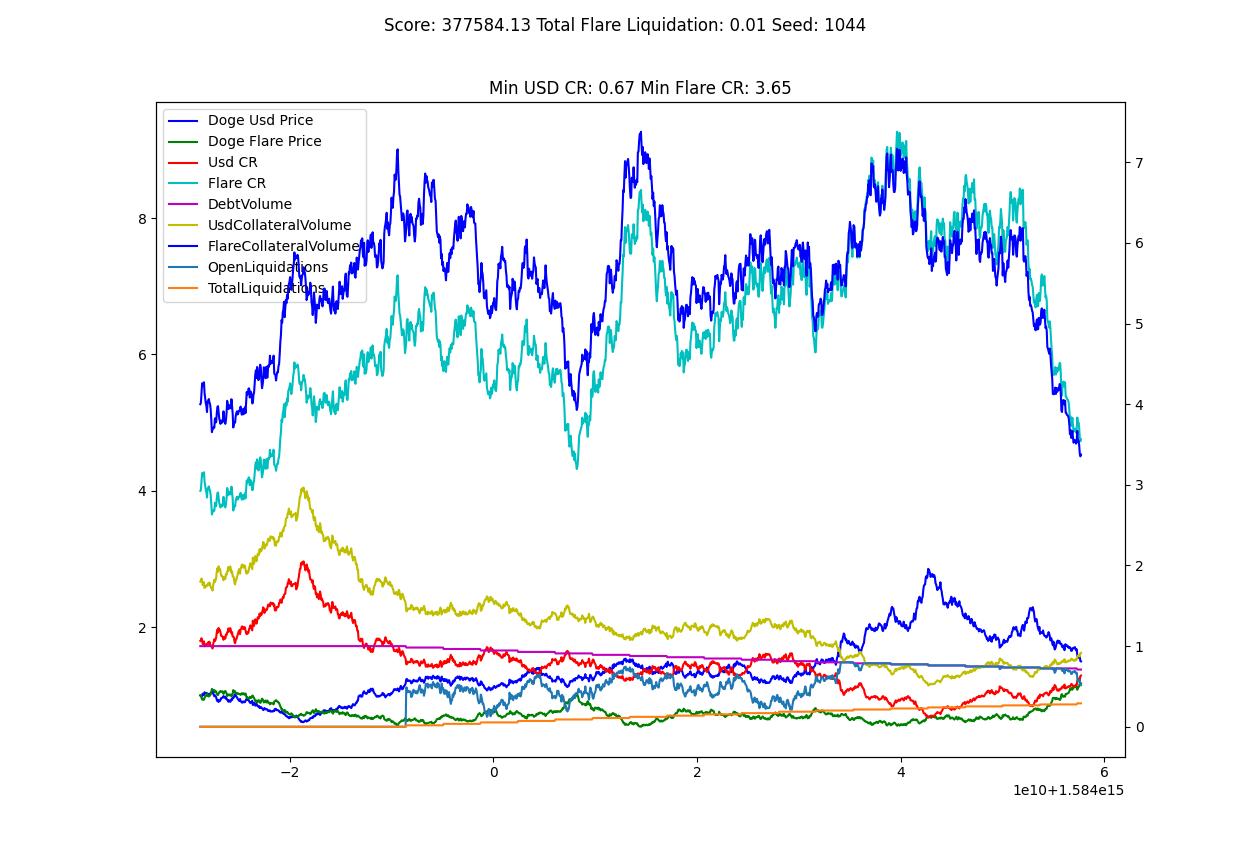 Score: 377584.13 Total Flare Liquidation: 0.01 Seed: 1044
Min USD CR: 0.67 Min Flare CR: 3.65
Doge Usd Price
Doge Flare Price
Usd CR
Flare CR
DebtVolume
UsdCollateralVolume
FlareCollateralVolume
OpenLiquidations
TotalLiquidations
8
6
4
2
7
6
5
4
3
2
1
0
−2
0
2
4
6
1e10+1.584e15